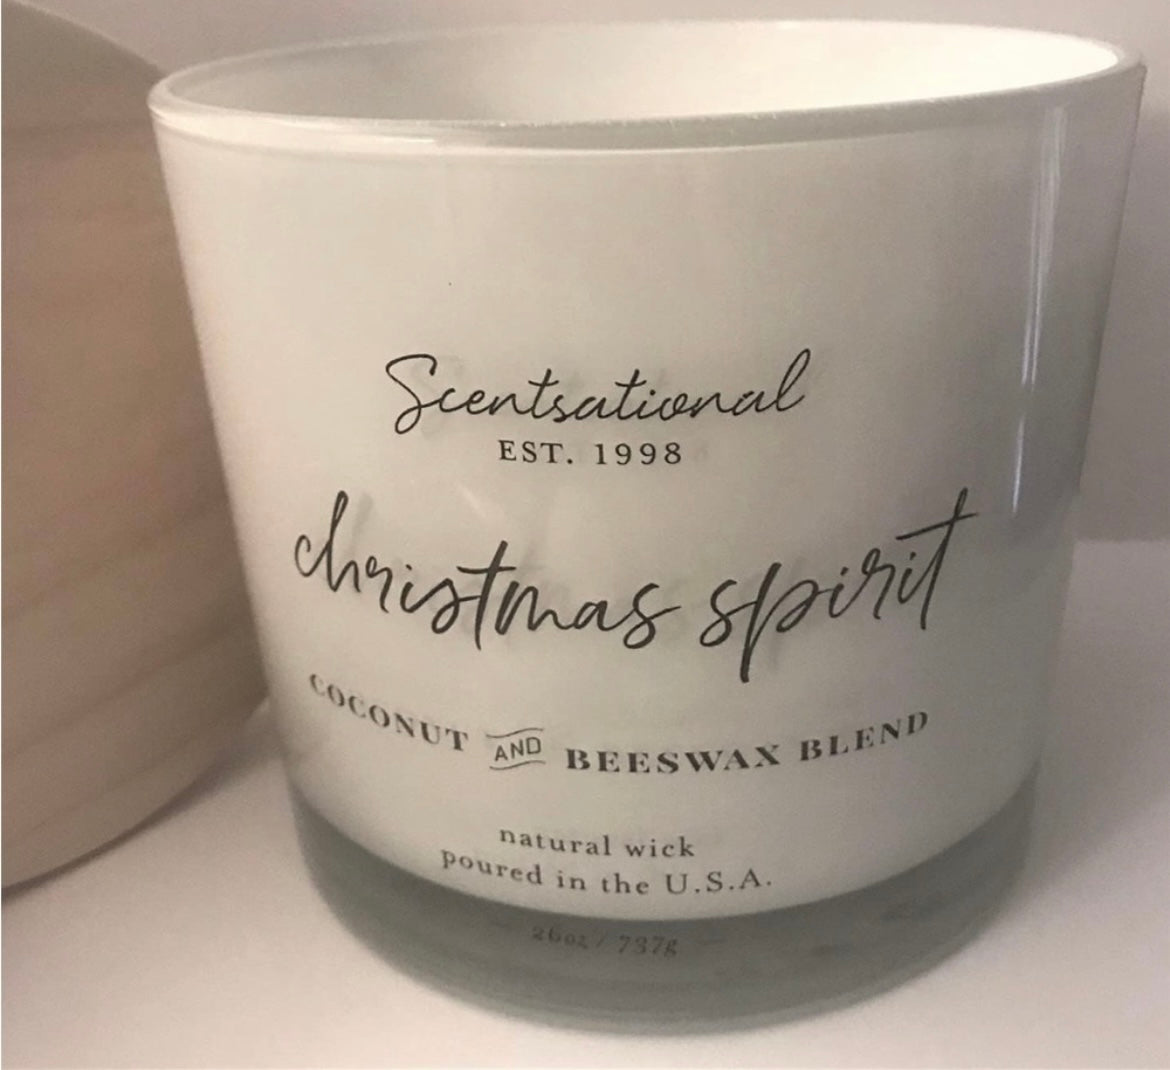 Scentsational
EST. 1998
christmas spirit
COCONUT AND BEESWAX BLEND
natural wick
poured in the U.S.A.
26oz / 737g